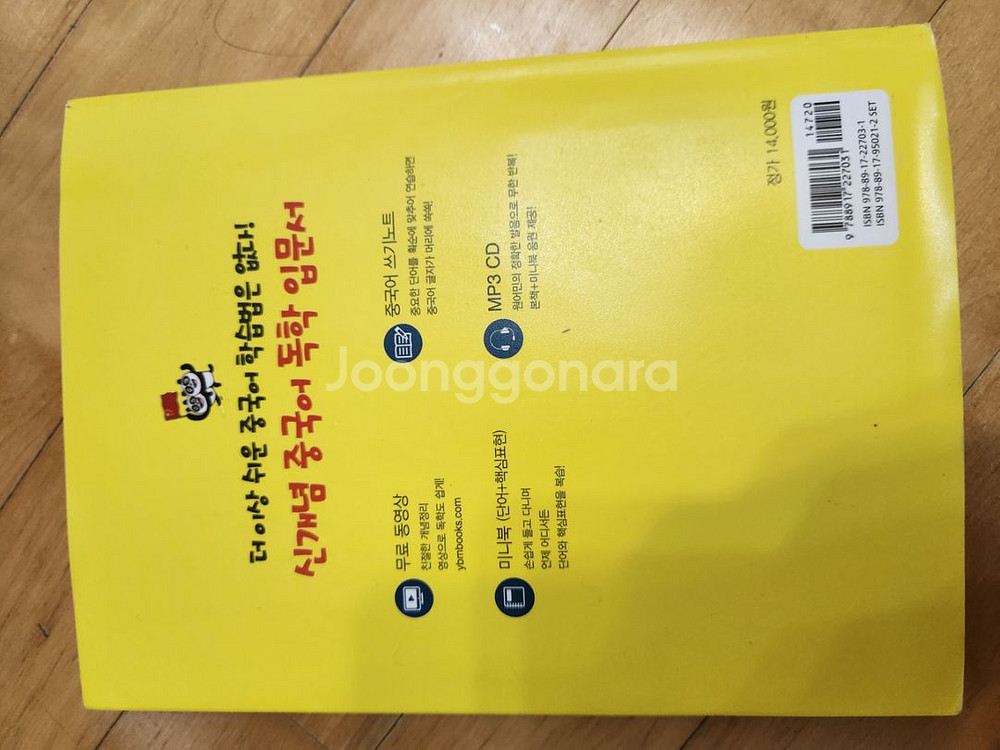 더 이상 쉬운 중국어 학습법은 없다!
신개념 중국어 독학 입문서
무료 동영상
친절한 개념정리
영상으로 독학도 쉽게!
ybmbooks.com
중국어 쓰기노트
중요한 단어를 획순에 맞추어 연습하면
중국어 글자가 머리에 쏙쏙!
미니북 (단어+핵심표현)
손쉽게 들고 다니며
언제 어디서든
단어와 핵심표현을 복습!
MP3 CD
원어민의 정확한 발음으로 무한 반복!
본책+미니북 음원 제공!
정가 14,000원
14720
9 788917 227031
ISBN 978-89-17-22703-1
ISBN 978-89-17-95021-2 SET
Joonggonara